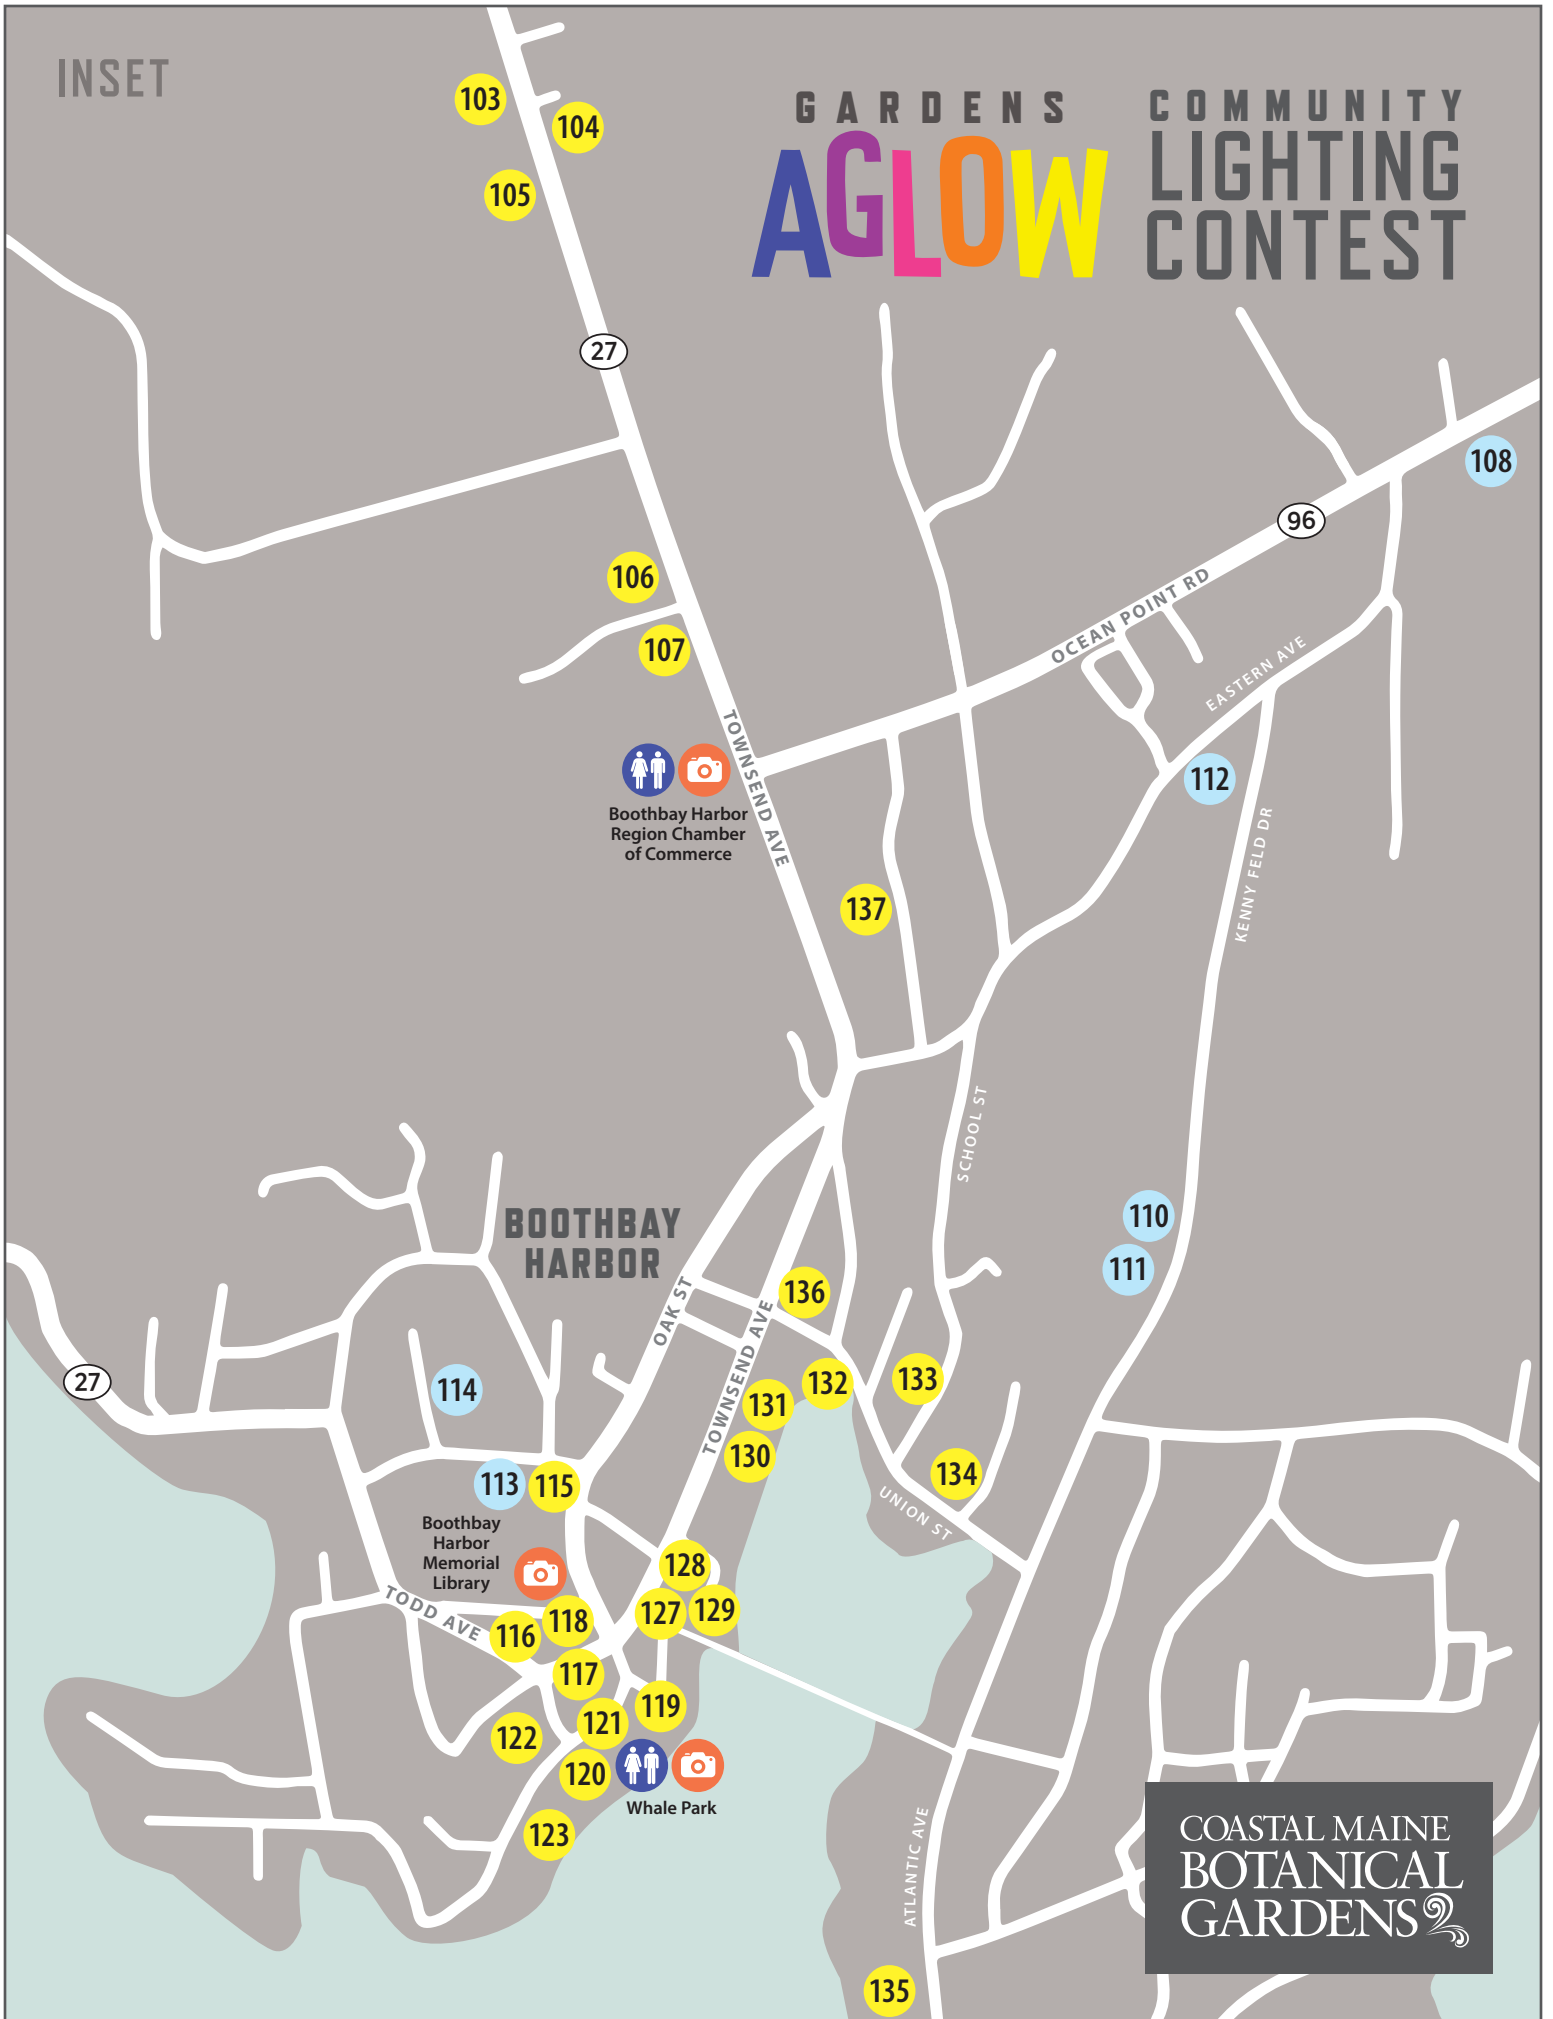 INSET
GARDENS
AGLOW
COMMUNITY
LIGHTING
CONTEST
103
104
105
27
108
96
106
107
OCEAN POINT RD
EASTERN AVE
TOWNSEND AVE
112
Boothbay Harbor
Region Chamber
of Commerce
KENNY FELD DR
137
SCHOOL ST
110
111
BOOTHBAY
HARBOR
OAK ST
136
TOWNSEND AVE
27
114
131
132
133
130
113
115
134
UNION ST
Boothbay
Harbor
Memorial
Library
128
TODD AVE
116
118
127
129
117
119
121
122
120
Whale Park
123
ATLANTIC AVE
135
COASTAL MAINE
BOTANICAL
GARDENS